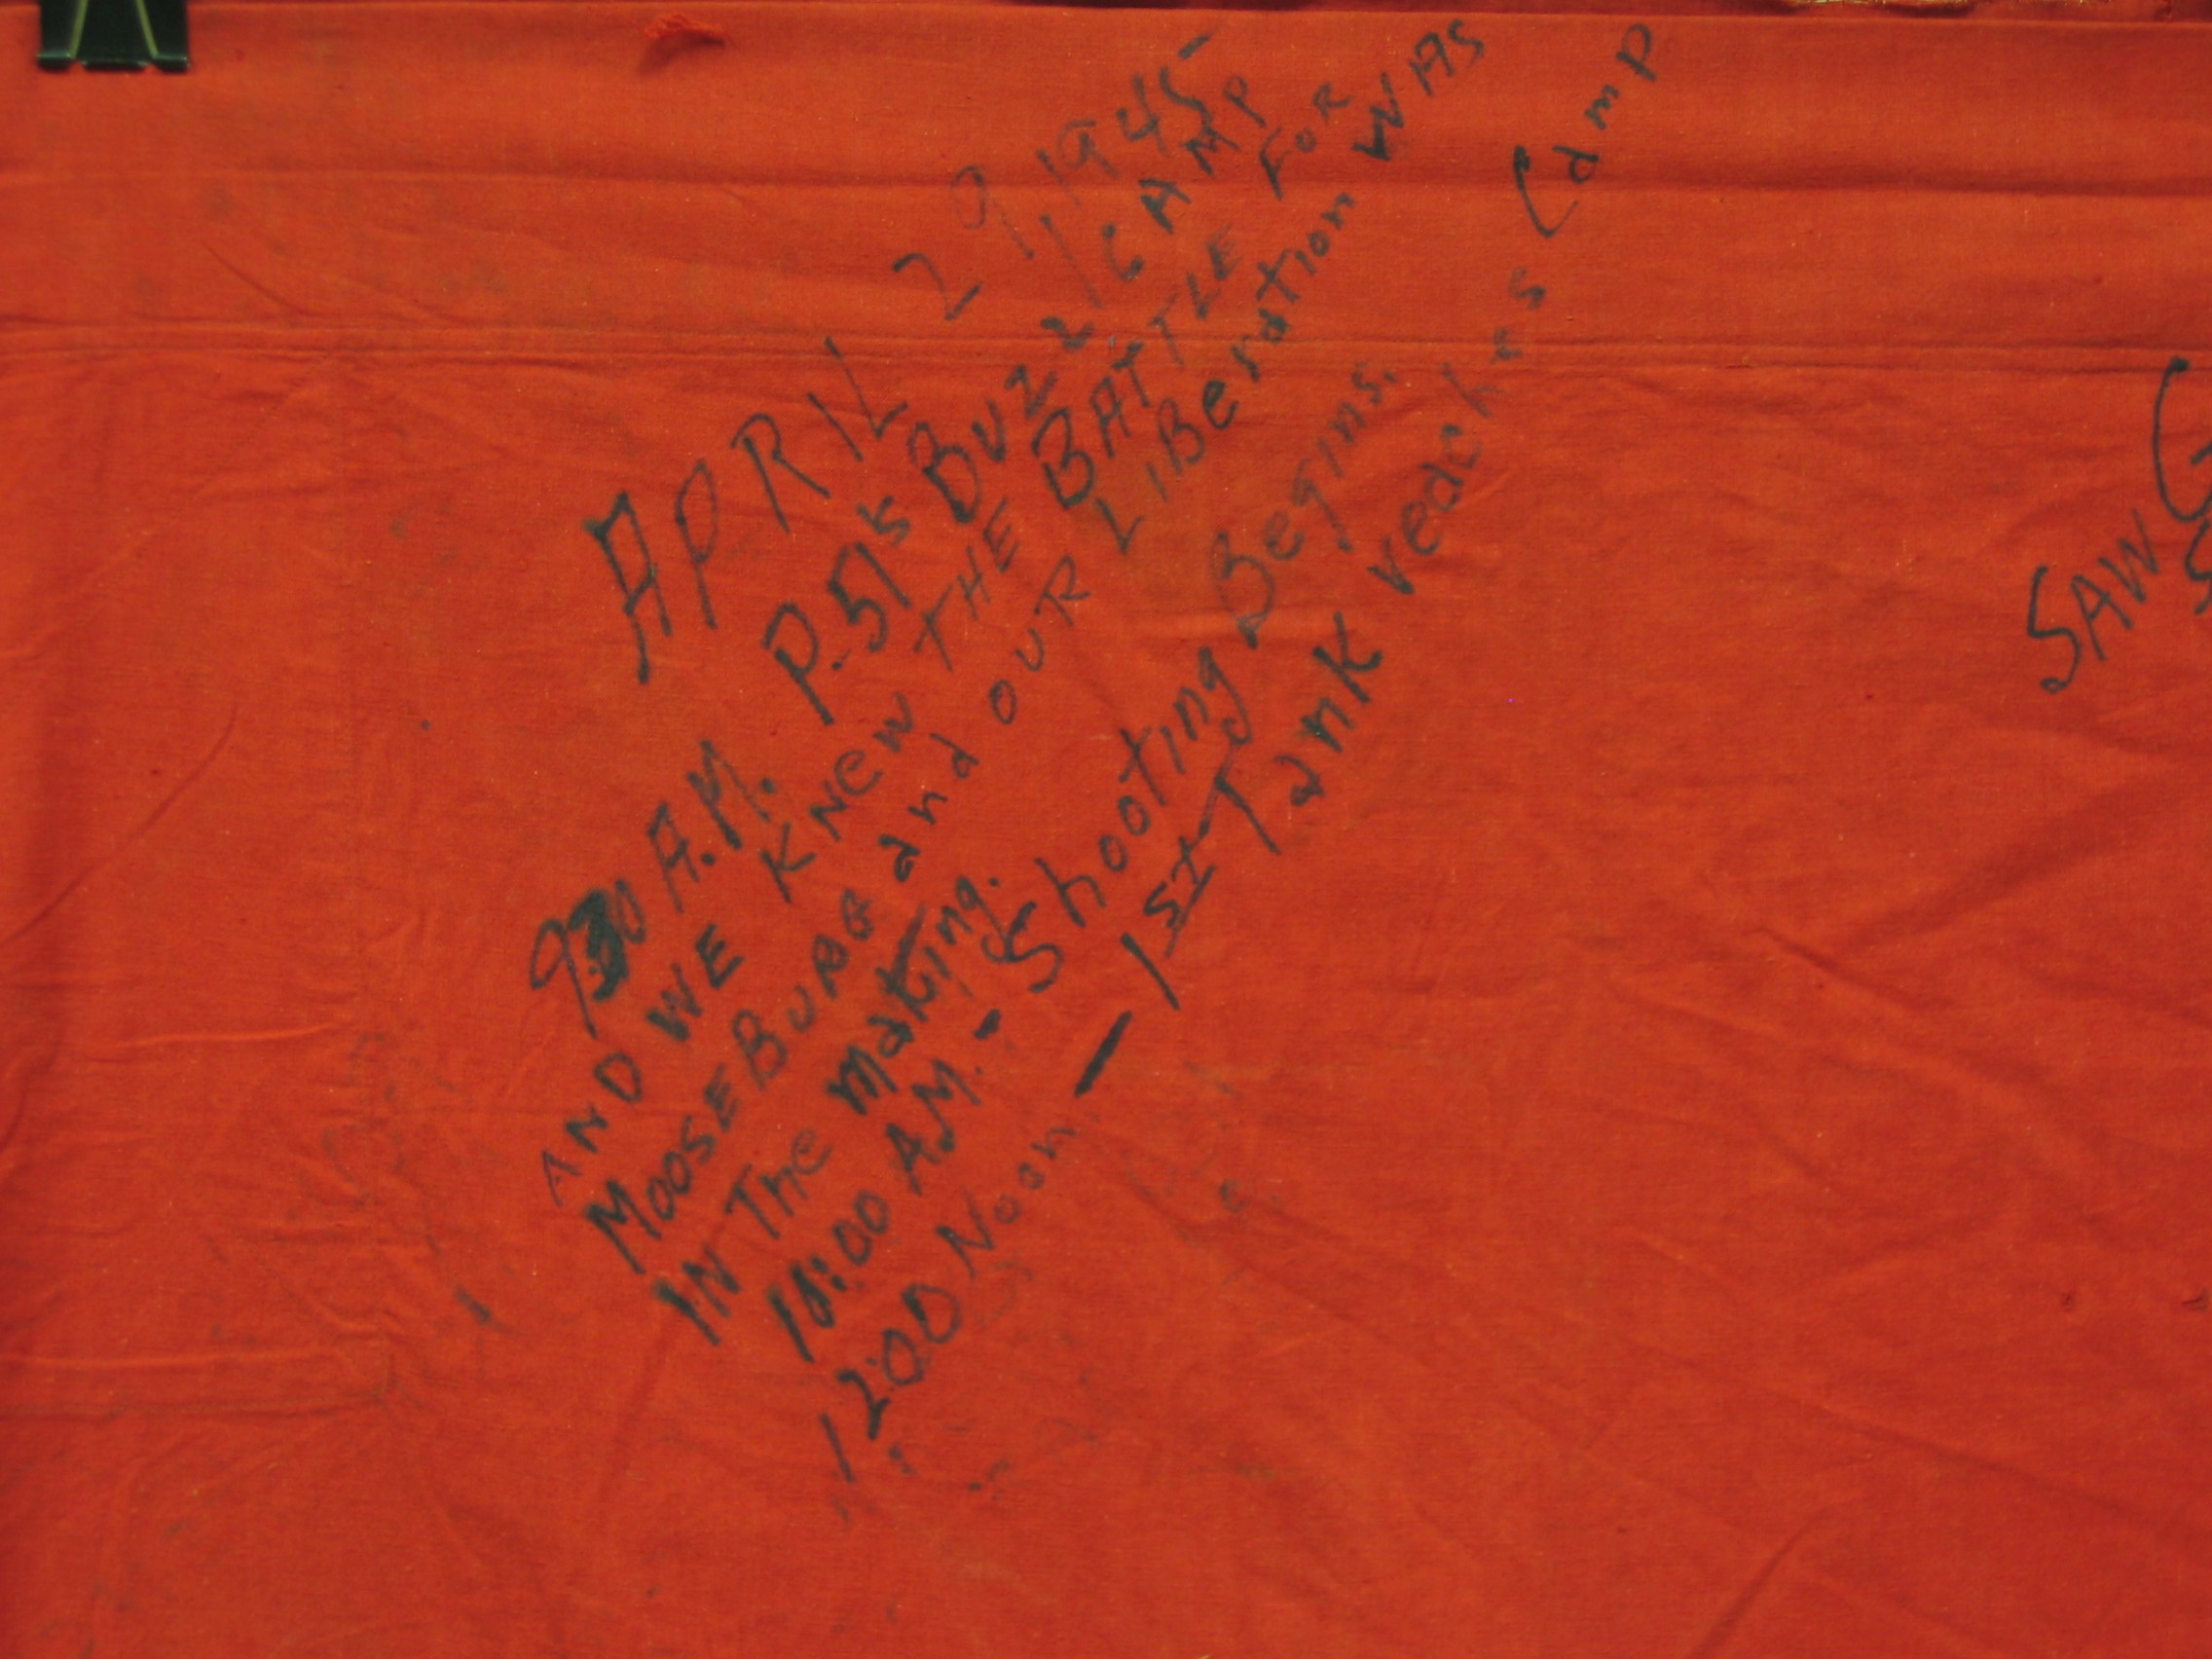 APRIL 29, 1945
9:30 A.M. P-51's BUZZ CAMP
AND WE KNEW THE BATTLE FOR
MOOSEBURG and OUR LIBeration WAS
IN THe making.
10:00 A.M. - Shooting Begins.
12:00 Noon - 1st Tank reaches Camp
SAW